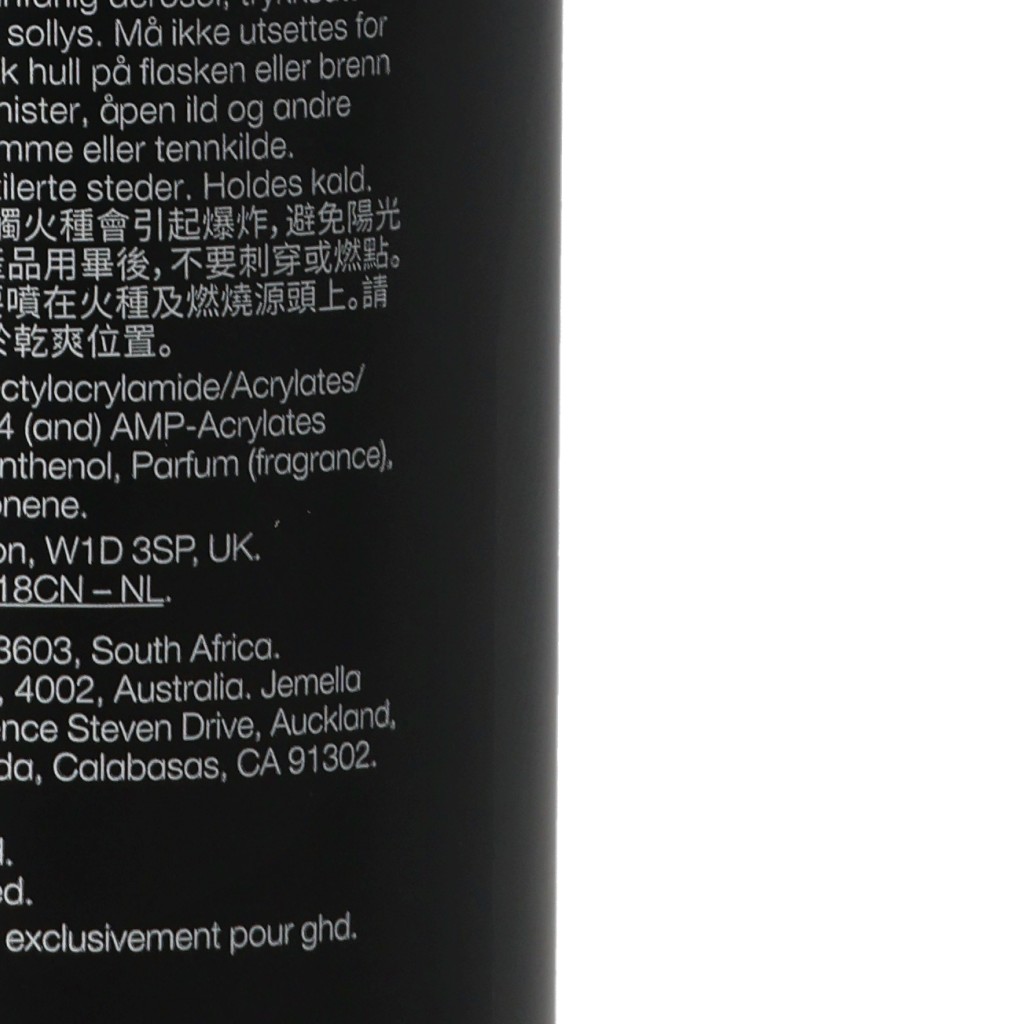 sollys. Må ikke utsettes for
k hull på flasken eller brenn
nister, åpen ild og andre
mme eller tennkilde.
ilerte steder. Holdes kald.
觸火種會引起爆炸，避免陽光
產品用畢後，不要刺穿或燃點。
噴在火種及燃燒源頭上。請
於乾爽位置。
ctylacrylamide/Acrylates/
4 (and) AMP-Acrylates
nthenol, Parfum (fragrance),
onene.
on, W1D 3SP, UK.
18CN – NL.
3603, South Africa.
, 4002, Australia. Jemella
ence Steven Drive, Auckland,
da, Calabasas, CA 91302.
d.
ed.
exclusivement pour ghd.